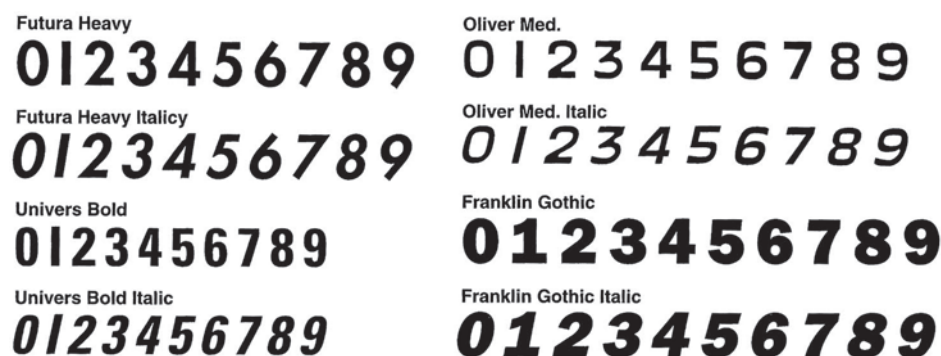 Futura Heavy
0123456789
Futura Heavy Italicy
0123456789
Univers Bold
0123456789
Univers Bold Italic
0123456789
Oliver Med.
0123456789
Oliver Med. Italic
0123456789
Franklin Gothic
0123456789
Franklin Gothic Italic
0123456789